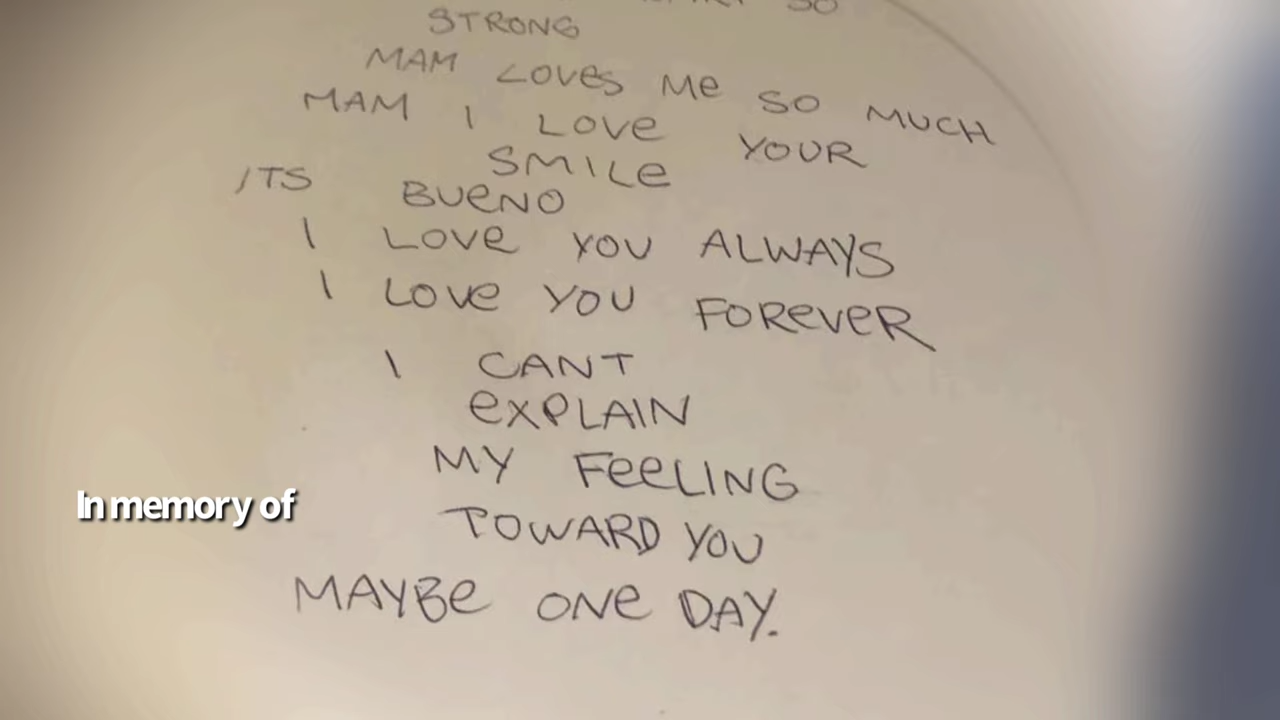 SO
STRONG
MAM LOVES ME SO MUCH
MAM I LOVE YOUR
SMILE
ITS BUENO
I LOVE YOU ALWAYS
I LOVE YOU FOREVER
I CANT
EXPLAIN
MY FEELING
TOWARD YOU
MAYBE ONE DAY.
In memory of